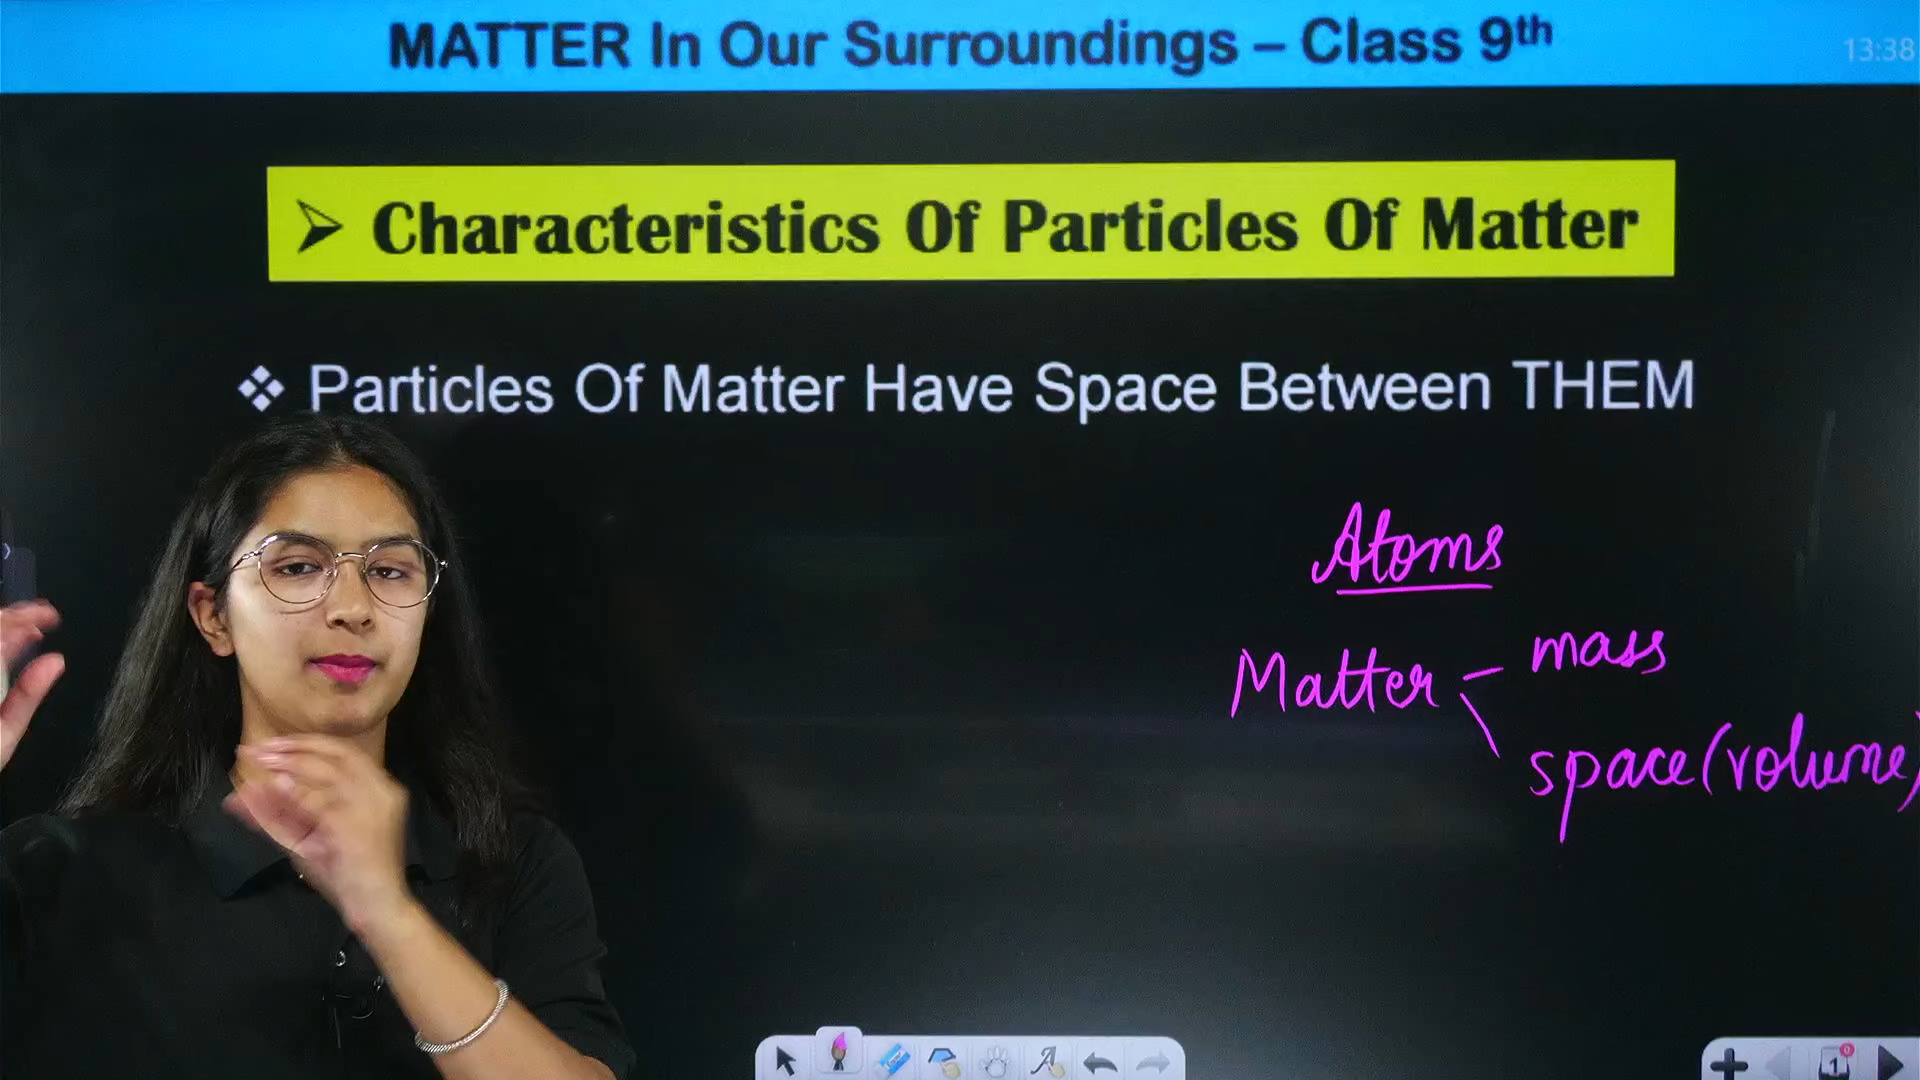 MATTER In Our Surroundings – Class 9th
13:38
➢ Characteristics Of Particles Of Matter
❖ Particles Of Matter Have Space Between THEM
Atoms
Matter – mass
space (volume)
1